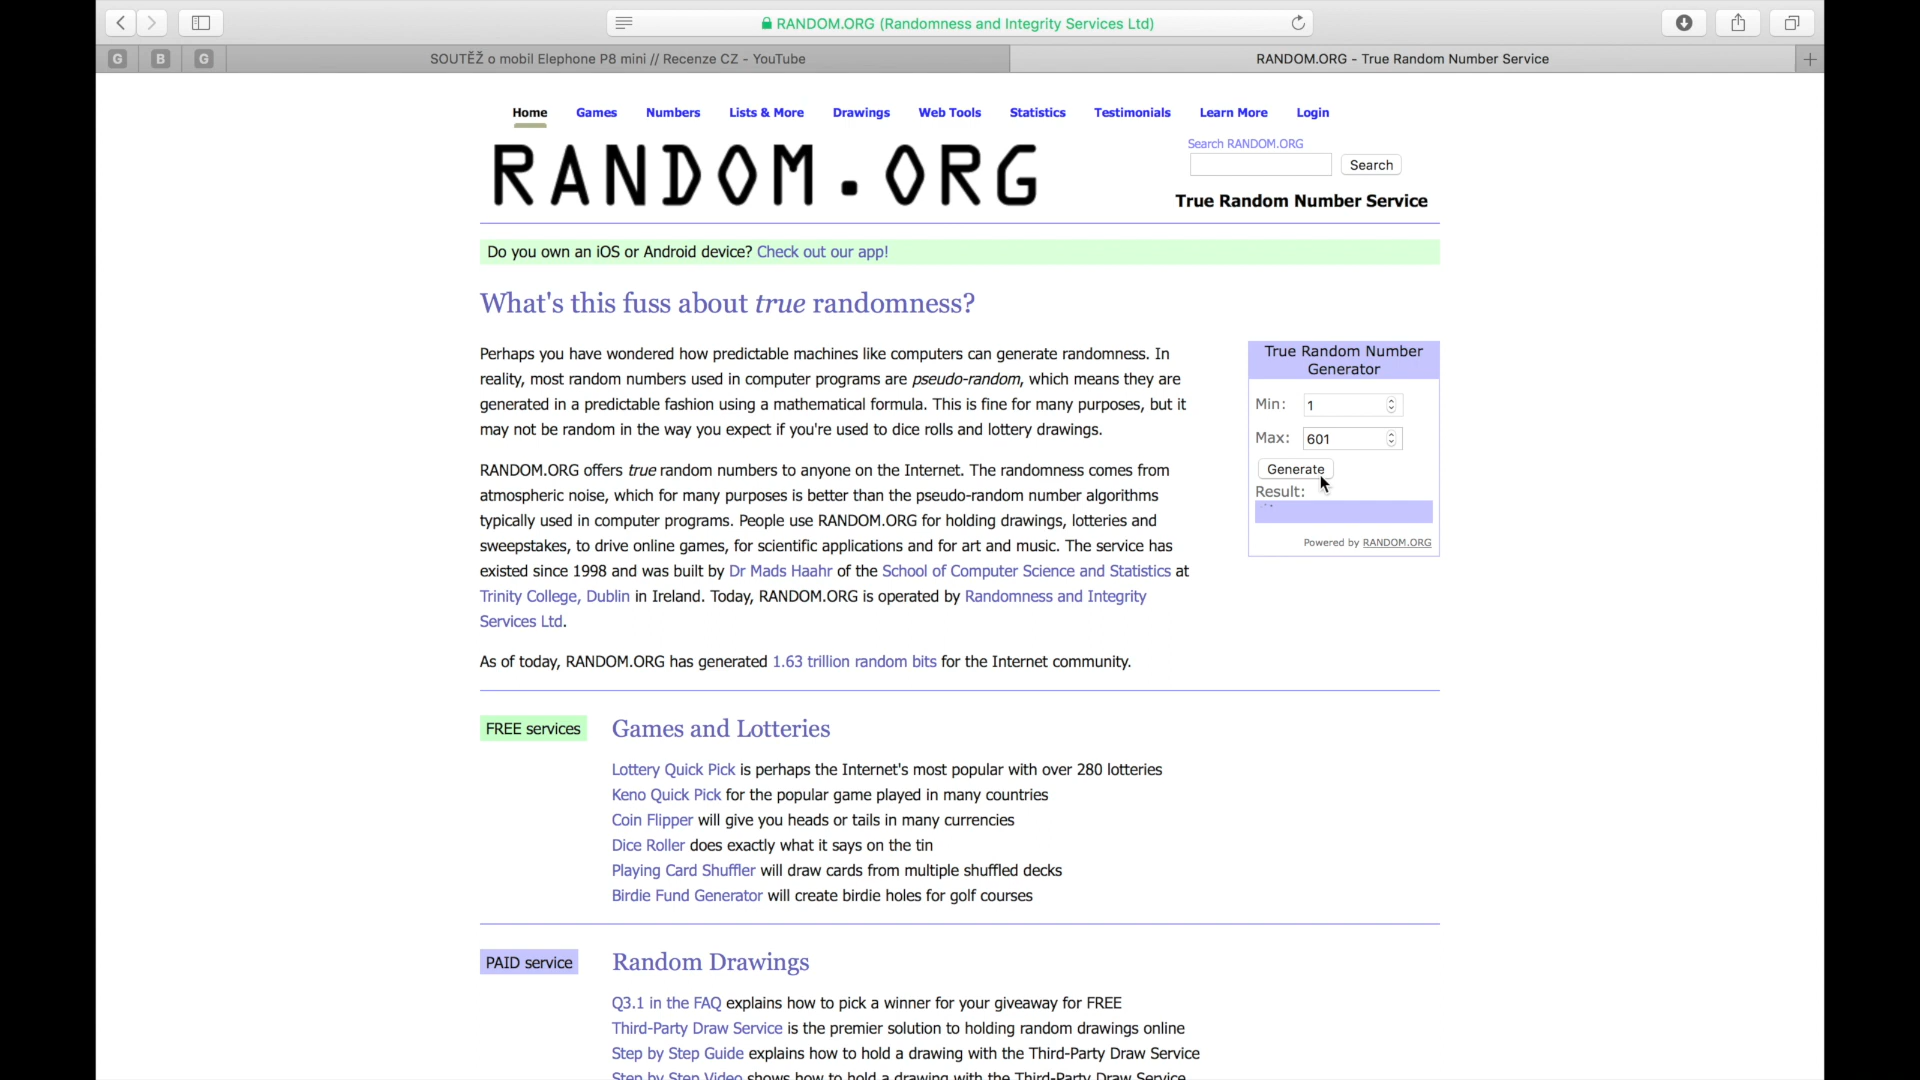 RANDOM.ORG (Randomness and Integrity Services Ltd)
G
B
G
SOUTĚŽ o mobil Elephone P8 mini // Recenze CZ - YouTube
RANDOM.ORG - True Random Number Service
Home
Games
Numbers
Lists & More
Drawings
Web Tools
Statistics
Testimonials
Learn More
Login
RANDOM.ORG
Search RANDOM.ORG
Search
True Random Number Service
Do you own an iOS or Android device? Check out our app!
What's this fuss about true randomness?
Perhaps you have wondered how predictable machines like computers can generate randomness. In
reality, most random numbers used in computer programs are pseudo-random, which means they are
generated in a predictable fashion using a mathematical formula. This is fine for many purposes, but it
may not be random in the way you expect if you're used to dice rolls and lottery drawings.
RANDOM.ORG offers true random numbers to anyone on the Internet. The randomness comes from
atmospheric noise, which for many purposes is better than the pseudo-random number algorithms
typically used in computer programs. People use RANDOM.ORG for holding drawings, lotteries and
sweepstakes, to drive online games, for scientific applications and for art and music. The service has
existed since 1998 and was built by Dr Mads Haahr of the School of Computer Science and Statistics at
Trinity College, Dublin in Ireland. Today, RANDOM.ORG is operated by Randomness and Integrity
Services Ltd.
As of today, RANDOM.ORG has generated 1.63 trillion random bits for the Internet community.
True Random Number
Generator
Min: 1
Max: 601
Generate
Result:
Powered by RANDOM.ORG
FREE services
Games and Lotteries
Lottery Quick Pick is perhaps the Internet's most popular with over 280 lotteries
Keno Quick Pick for the popular game played in many countries
Coin Flipper will give you heads or tails in many currencies
Dice Roller does exactly what it says on the tin
Playing Card Shuffler will draw cards from multiple shuffled decks
Birdie Fund Generator will create birdie holes for golf courses
PAID service
Random Drawings
Q3.1 in the FAQ explains how to pick a winner for your giveaway for FREE
Third-Party Draw Service is the premier solution to holding random drawings online
Step by Step Guide explains how to hold a drawing with the Third-Party Draw Service
Step by Step Video shows how to hold a drawing with the Third-Party Draw Service